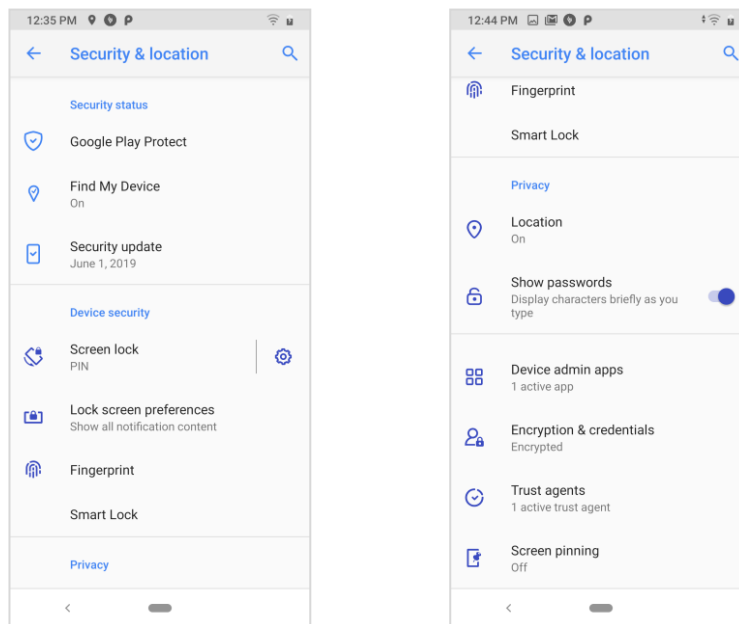 12:35 PM
Security & location
Security status
Google Play Protect
Find My Device
On
Security update
June 1, 2019
Device security
Screen lock
PIN
Lock screen preferences
Show all notification content
Fingerprint
Smart Lock
Privacy
12:44 PM
Security & location
Fingerprint
Smart Lock
Privacy
Location
On
Show passwords
Display characters briefly as you
type
Device admin apps
1 active app
Encryption & credentials
Encrypted
Trust agents
1 active trust agent
Screen pinning
Off